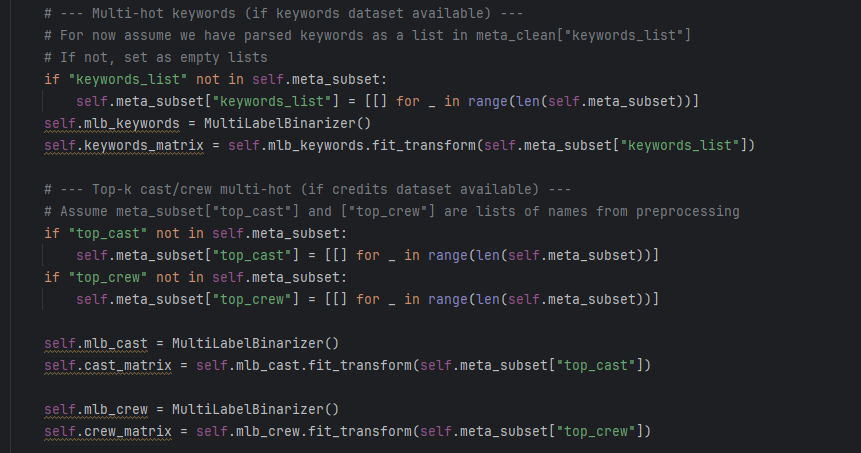 # --- Multi-hot keywords (if keywords dataset available) ---
# For now assume we have parsed keywords as a list in meta_clean["keywords_list"]
# If not, set as empty lists
if "keywords_list" not in self.meta_subset:
    self.meta_subset["keywords_list"] = [[] for _ in range(len(self.meta_subset))]
self.mlb_keywords = MultiLabelBinarizer()
self.keywords_matrix = self.mlb_keywords.fit_transform(self.meta_subset["keywords_list"])

# --- Top-k cast/crew multi-hot (if credits dataset available) ---
# Assume meta_subset["top_cast"] and ["top_crew"] are lists of names from preprocessing
if "top_cast" not in self.meta_subset:
    self.meta_subset["top_cast"] = [[] for _ in range(len(self.meta_subset))]
if "top_crew" not in self.meta_subset:
    self.meta_subset["top_crew"] = [[] for _ in range(len(self.meta_subset))]

self.mlb_cast = MultiLabelBinarizer()
self.cast_matrix = self.mlb_cast.fit_transform(self.meta_subset["top_cast"])

self.mlb_crew = MultiLabelBinarizer()
self.crew_matrix = self.mlb_crew.fit_transform(self.meta_subset["top_crew"])